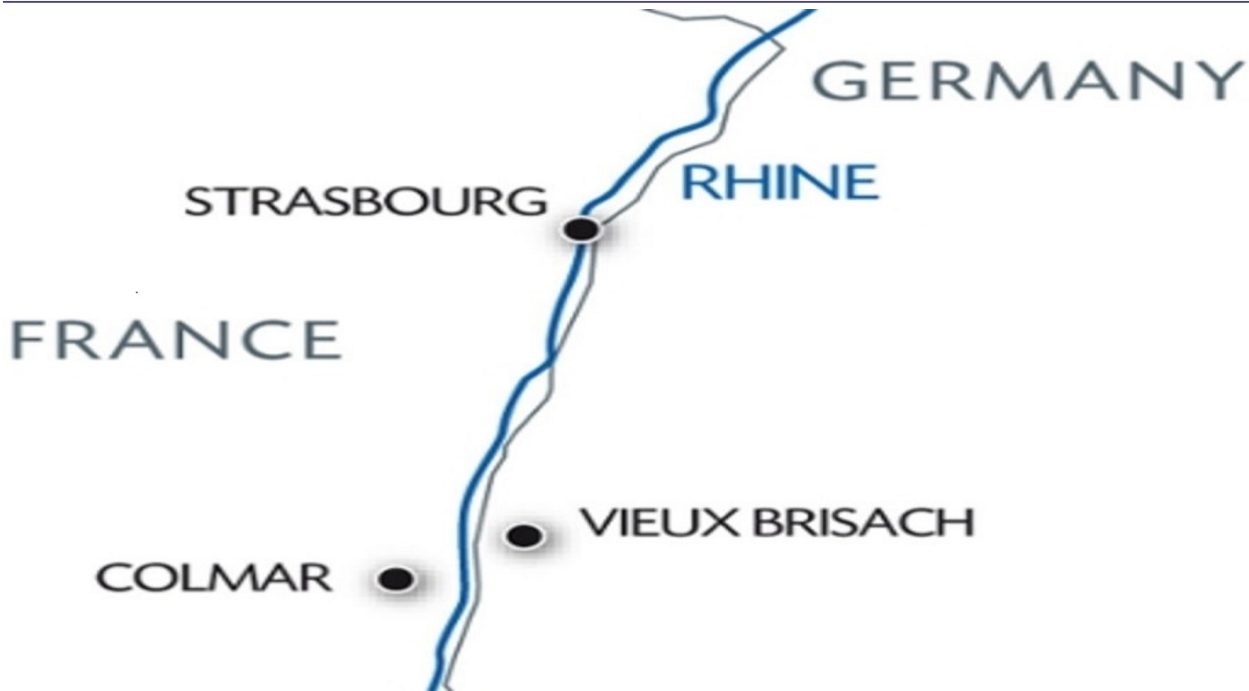 GERMANY
RHINE
STRASBOURG
FRANCE
VIEUX BRISACH
COLMAR